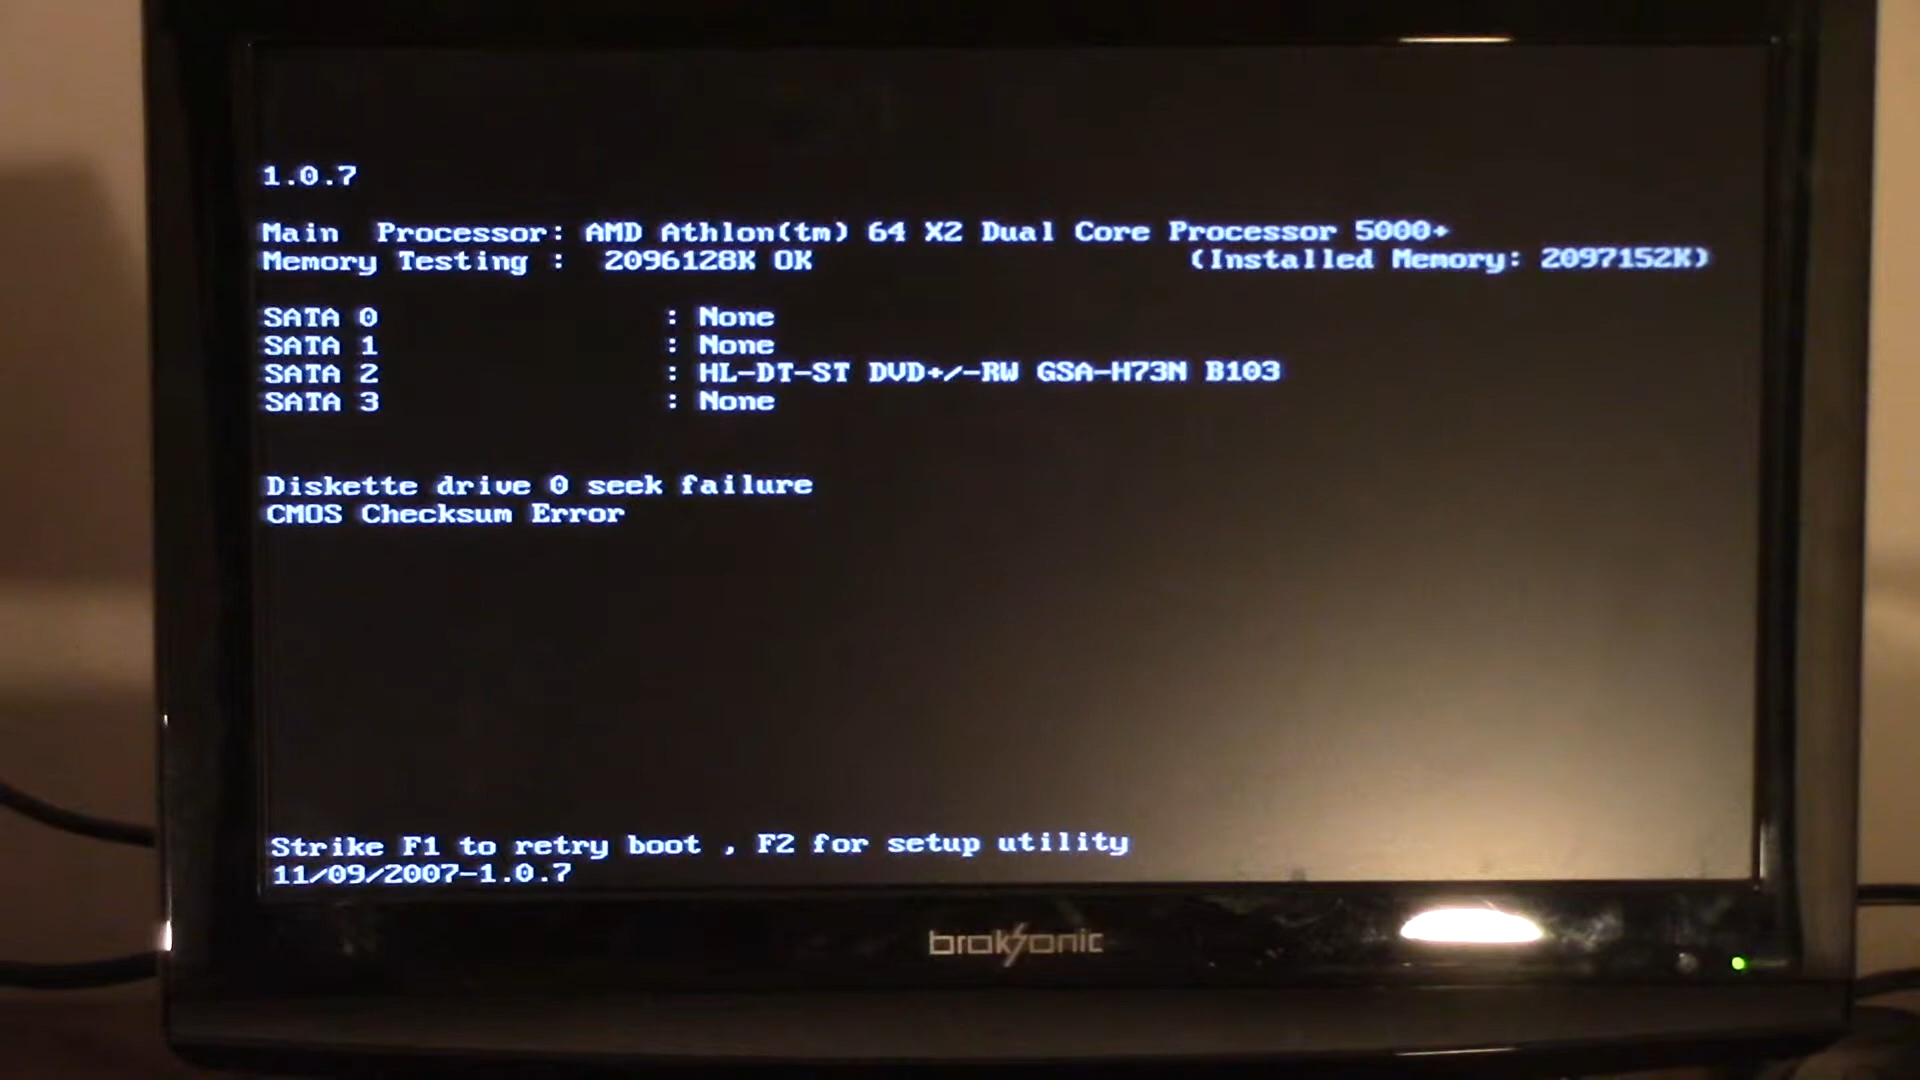 1.0.7
Main  Processor: AMD Athlon(tm) 64 X2 Dual Core Processor 5000+
Memory Testing :  2096128K OK (Installed Memory: 2097152K)
SATA 0 : None
SATA 1 : None
SATA 2 : HL-DT-ST DVD+/-RW GSA-H73N B103
SATA 3 : None
Diskette drive 0 seek failure
CMOS Checksum Error
Strike F1 to retry boot , F2 for setup utility
11/09/2007-1.0.7
broksonic